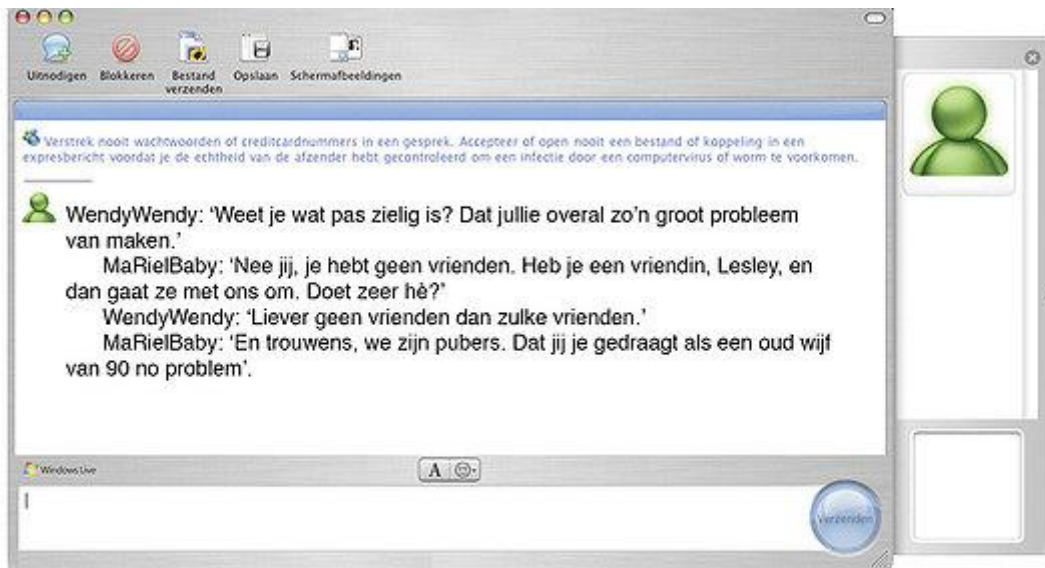 Uitnodigen Blokkeren Bestand verzenden Opslaan Schermafbeeldingen
Verstrek nooit wachtwoorden of creditcardnummers in een gesprek. Accepteer of open nooit een bestand of koppeling in een
expresbericht voordat je de echtheid van de afzender hebt gecontroleerd om een infectie door een computervirus of worm te voorkomen.
WendyWendy: ‘Weet je wat pas zielig is? Dat jullie overal zo’n groot probleem
van maken.’
MaRielBaby: ‘Nee jij, je hebt geen vrienden. Heb je een vriendin, Lesley, en
dan gaat ze met ons om. Doet zeer hè?’
WendyWendy: ‘Liever geen vrienden dan zulke vrienden.’
MaRielBaby: ‘En trouwens, we zijn pubers. Dat jij je gedraagt als een oud wijf
van 90 no problem’.
Windows Live
A
Verzenden